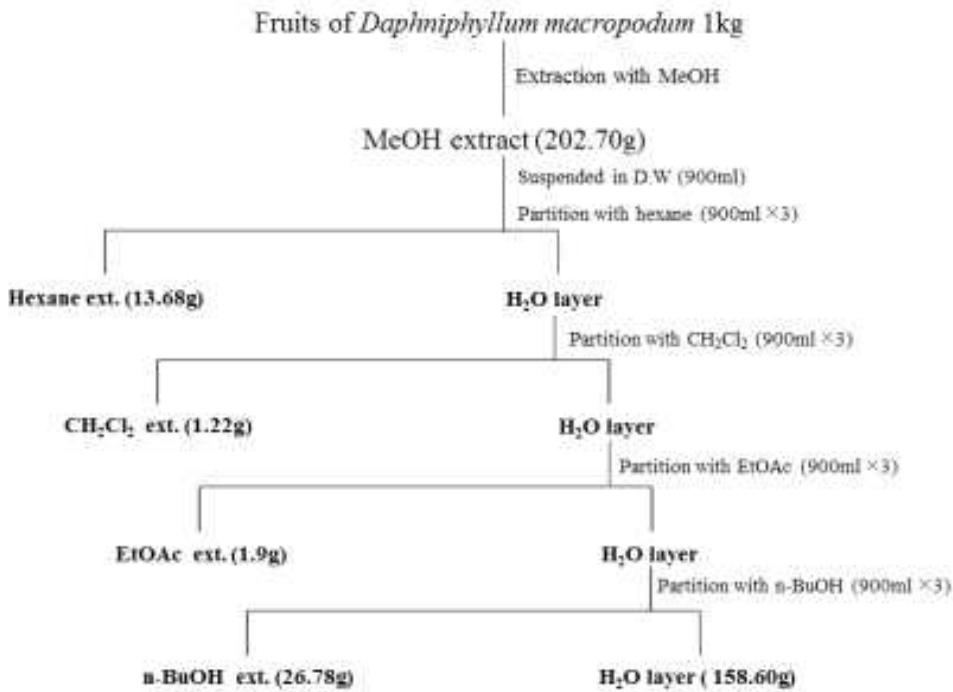 Fruits of Daphniphyllum macropodum 1kg
Extraction with MeOH
MeOH extract (202.70g)
Suspended in D.W (900ml)
Partition with hexane (900ml ×3)
Hexane ext. (13.68g)
H₂O layer
Partition with CH₂Cl₂ (900ml ×3)
CH₂Cl₂ ext. (1.22g)
H₂O layer
Partition with EtOAc (900ml ×3)
EtOAc ext. (1.9g)
H₂O layer
Partition with n-BuOH (900ml ×3)
n-BuOH ext. (26.78g)
H₂O layer ( 158.60g)